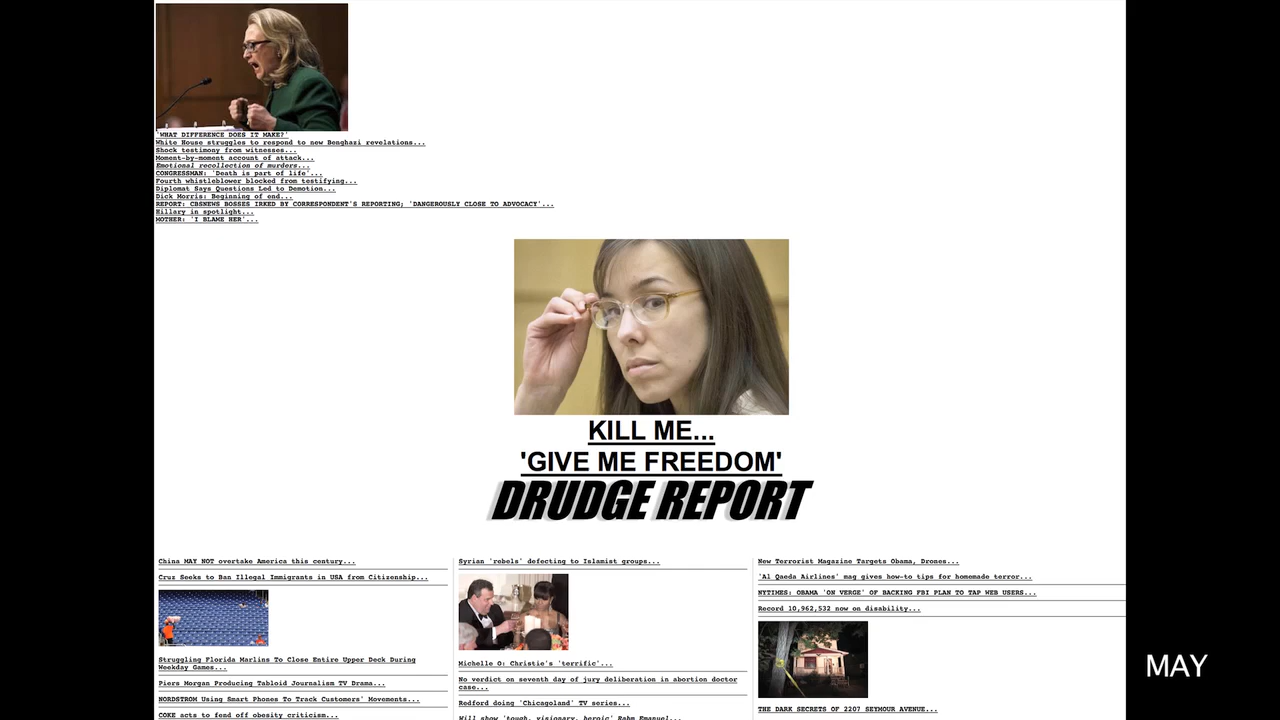 'WHAT DIFFERENCE DOES IT MAKE?'
White House struggles to respond to new Benghazi revelations...
Shock testimony from witnesses...
Moment-by-moment account of attack...
Emotional recollection of murders...
CONGRESSMAN: 'Death is part of life'...
Fourth whistleblower blocked from testifying...
Diplomat Says Questions Led to Demotion...
Dick Morris: Beginning of end...
REPORT: CBSNEWS BOSSES IRKED BY CORRESPONDENT'S REPORTING; 'DANGEROUSLY CLOSE TO ADVOCACY'...
Hillary in spotlight...
MOTHER: 'I BLAME HER'...
KILL ME...
'GIVE ME FREEDOM'
DRUDGE REPORT
China MAY NOT overtake America this century...
Cruz Seeks to Ban Illegal Immigrants in USA from Citizenship...
Struggling Florida Marlins To Close Entire Upper Deck During
Weekday Games...
Piers Morgan Producing Tabloid Journalism TV Drama...
NORDSTROM Using Smart Phones To Track Customers' Movements...
COKE acts to fend off obesity criticism...
Syrian 'rebels' defecting to Islamist groups...
Michelle O: Christie's 'terrific'...
No verdict on seventh day of jury deliberation in abortion doctor
case...
Redford doing 'Chicagoland' TV series...
Will show 'tough, visionary, heroic' Rahm Emanuel...
New Terrorist Magazine Targets Obama, Drones...
'Al Qaeda Airlines' mag gives how-to tips for homemade terror...
NYTIMES: OBAMA 'ON VERGE' OF BACKING FBI PLAN TO TAP WEB USERS...
Record 10,962,532 now on disability...
THE DARK SECRETS OF 2207 SEYMOUR AVENUE...
MAY